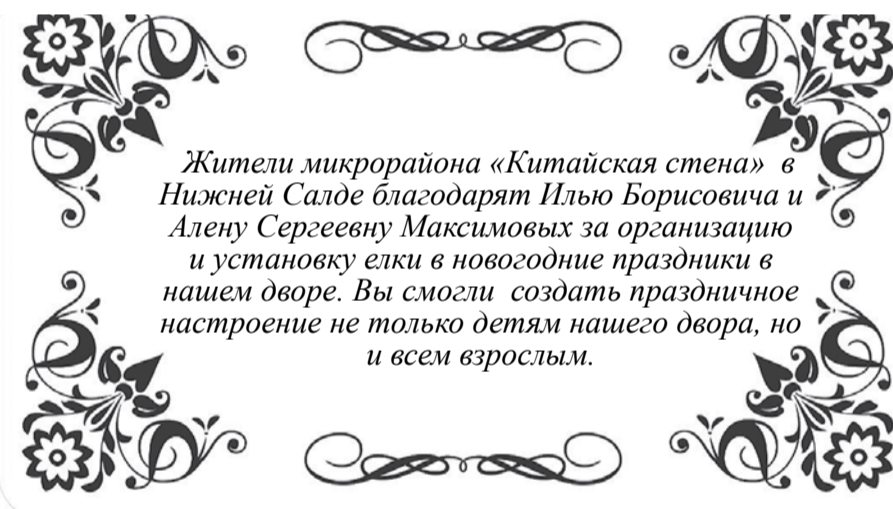 Жители микрорайона «Китайская стена» в
Нижней Салде благодарят Илью Борисовича и
Алену Сергеевну Максимовых за организацию
и установку елки в новогодние праздники в
нашем дворе. Вы смогли создать праздничное
настроение не только детям нашего двора, но
и всем взрослым.